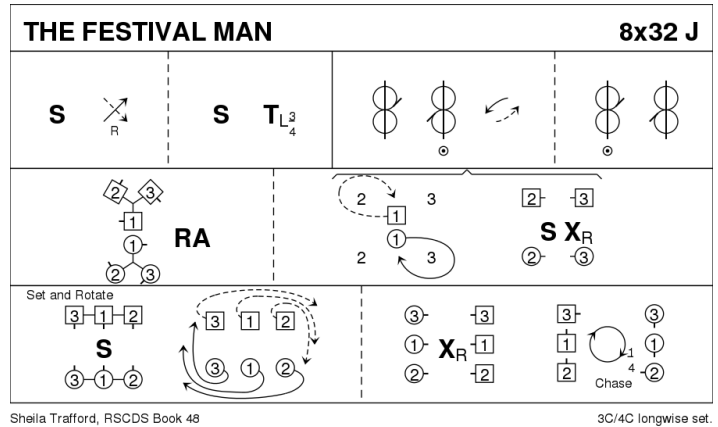 THE FESTIVAL MAN 8x32 J
S R S T L 3 4
2 3
1
1 RA
2 3
2 3 2 3
1
1 S X R
2 3 2 3
Set and Rotate
3 1 2 3 1 2
S
3 1 2 3 1 2
3 3 3 3
1 X R 1 1 1
2 2 2 1 4 2
Chase
Sheila Trafford, RSCDS Book 48 3C/4C longwise set.